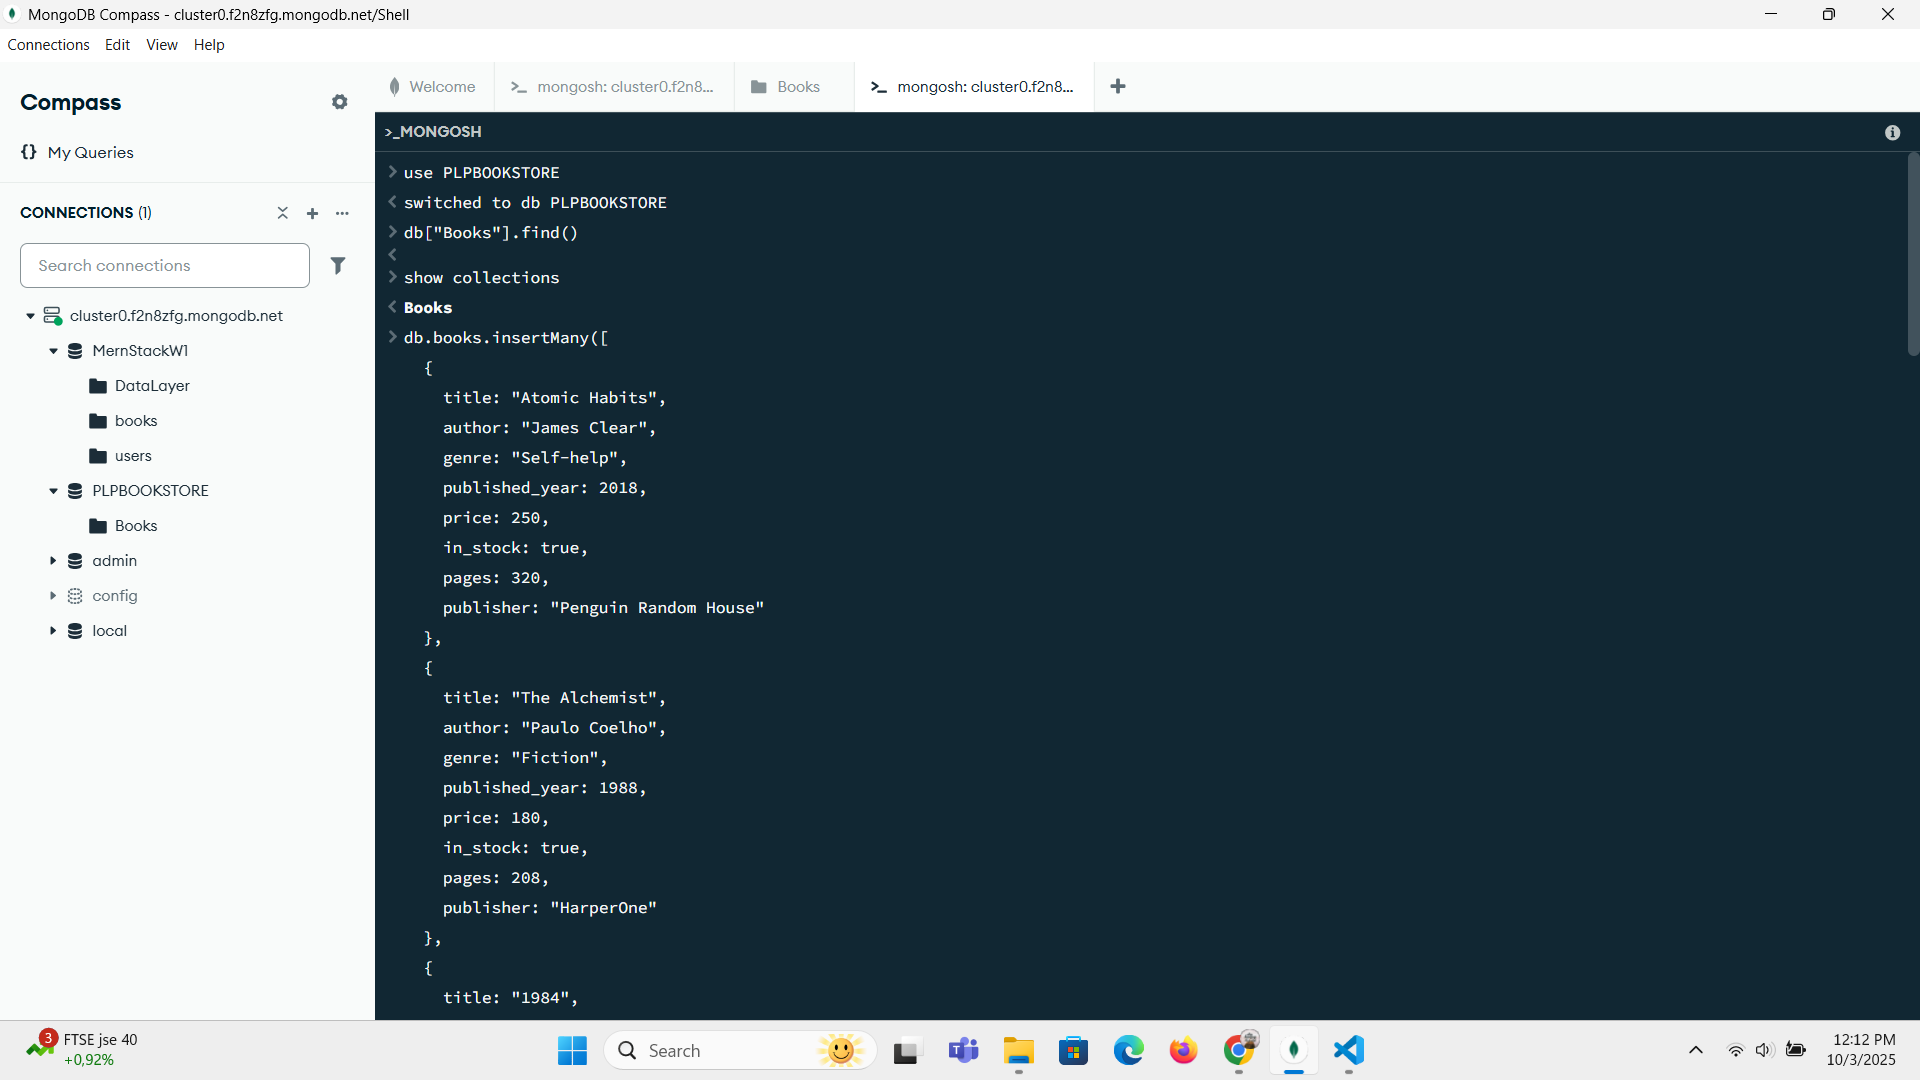 MongoDB Compass - cluster0.f2n8zfg.mongodb.net/Shell
Connections Edit View Help
Compass
{} My Queries
CONNECTIONS (1)
Search connections
cluster0.f2n8zfg.mongodb.net
MernStackW1
DataLayer
books
users
PLPBOOKSTORE
Books
admin
config
local
Welcome
mongosh: cluster0.f2n8...
Books
mongosh: cluster0.f2n8...
>_MONGOSH
> use PLPBOOKSTORE
< switched to db PLPBOOKSTORE
> db["Books"].find()
<
> show collections
< Books
> db.books.insertMany([
{
title: "Atomic Habits",
author: "James Clear",
genre: "Self-help",
published_year: 2018,
price: 250,
in_stock: true,
pages: 320,
publisher: "Penguin Random House"
},
{
title: "The Alchemist",
author: "Paulo Coelho",
genre: "Fiction",
published_year: 1988,
price: 180,
in_stock: true,
pages: 208,
publisher: "HarperOne"
},
{
title: "1984",
3
FTSE jse 40
+0,92%
Search
12:12 PM
10/3/2025